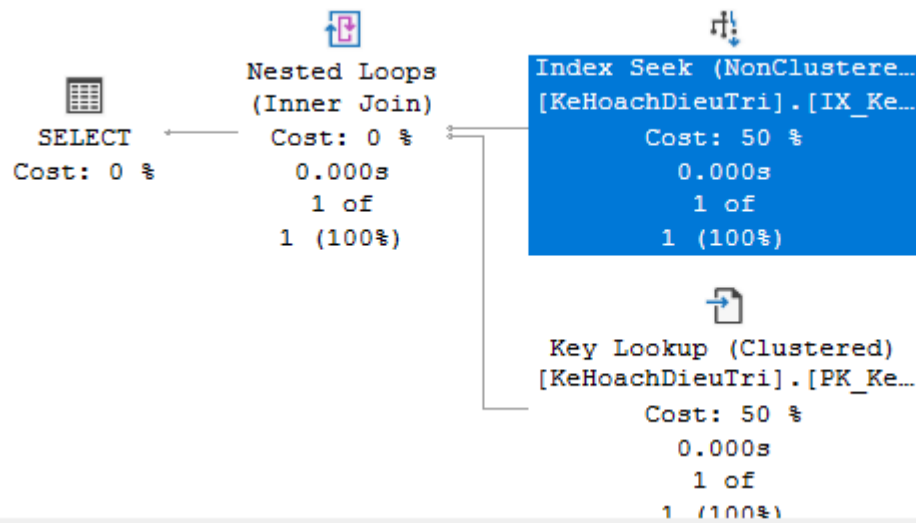 SELECT
Cost: 0 %
Nested Loops
(Inner Join)
Cost: 0 %
0.000s
1 of
1 (100%)
Index Seek (NonClustere…
[KeHoachDieuTri].[IX_Ke…
Cost: 50 %
0.000s
1 of
1 (100%)
Key Lookup (Clustered)
[KeHoachDieuTri].[PK_Ke…
Cost: 50 %
0.000s
1 of
1 (100%)